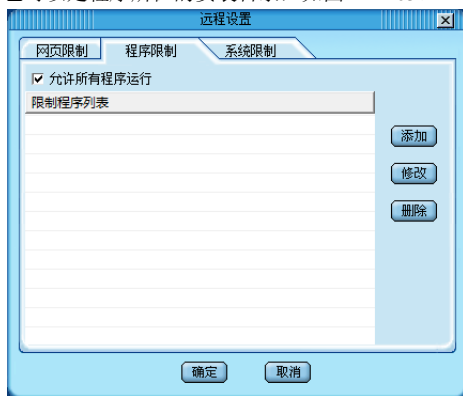 远程设置
网页限制 程序限制 系统限制
允许所有程序运行
限制程序列表
添加
修改
删除
确定 取消